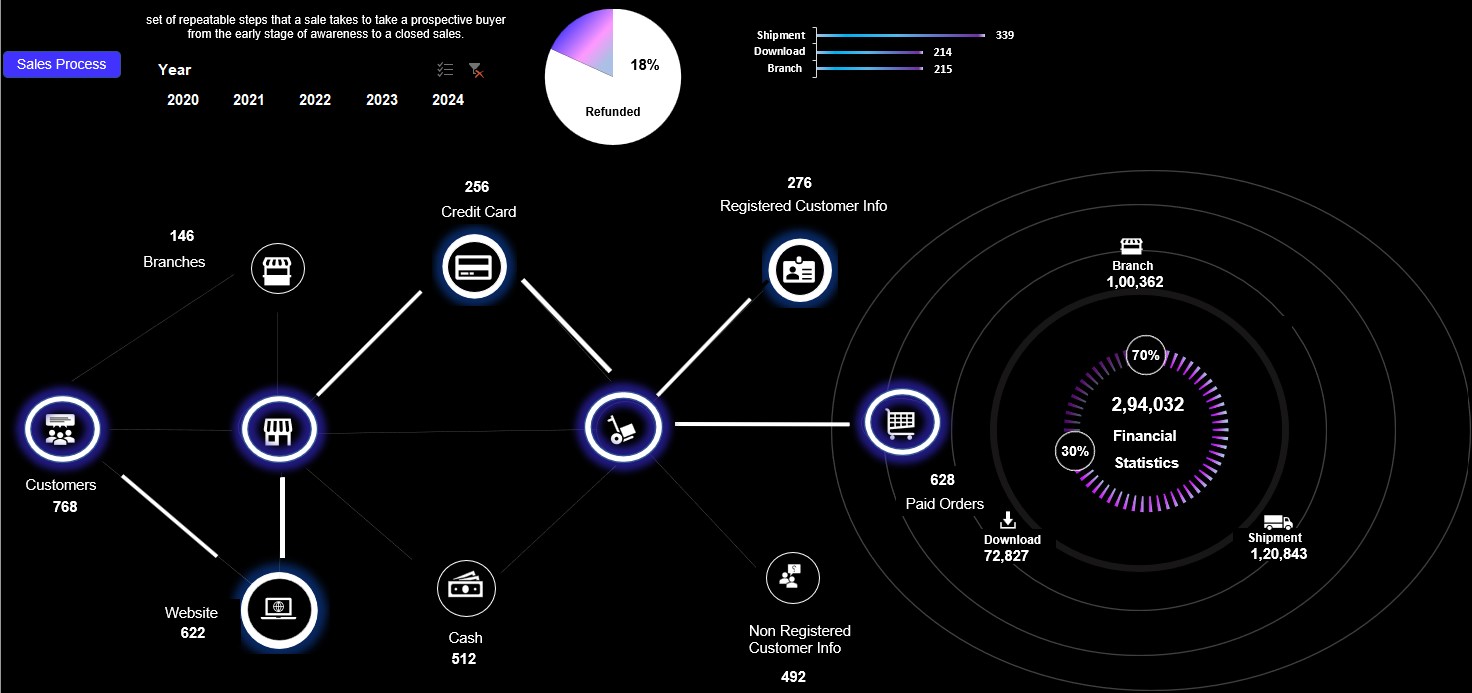 set of repeatable steps that a sale takes to take a prospective buyer
from the early stage of awareness to a closed sales.
Sales Process
Year
2020 2021 2022 2023 2024
18%
Refunded
Shipment 339
Download 214
Branch 215
256
Credit Card
276
Registered Customer Info
146
Branches
Customers
768
Website
622
Cash
512
Non Registered
Customer Info
492
628
Paid Orders
Branch
1,00,362
70%
2,94,032
Financial
Statistics
30%
Download
72,827
Shipment
1,20,843